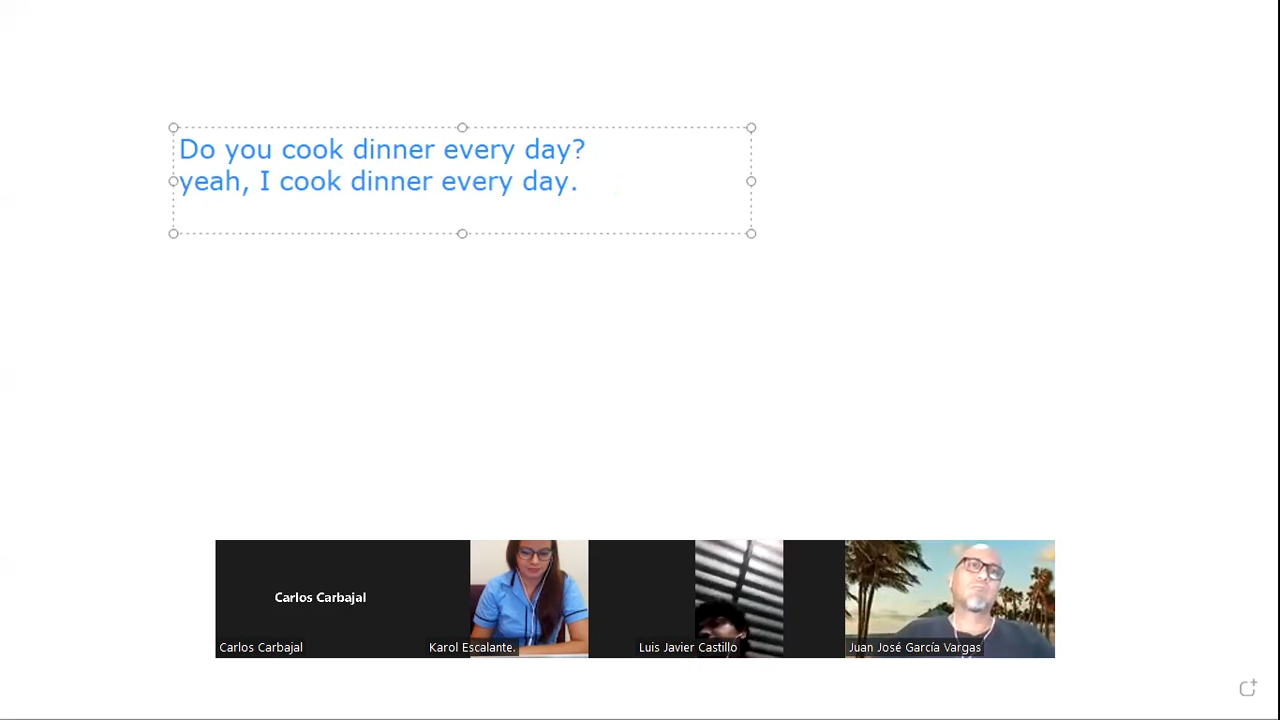 Do you cook dinner every day?
yeah, I cook dinner every day.
Carlos Carbajal
Carlos Carbajal
Karol Escalante.
Luis Javier Castillo
Juan José García Vargas